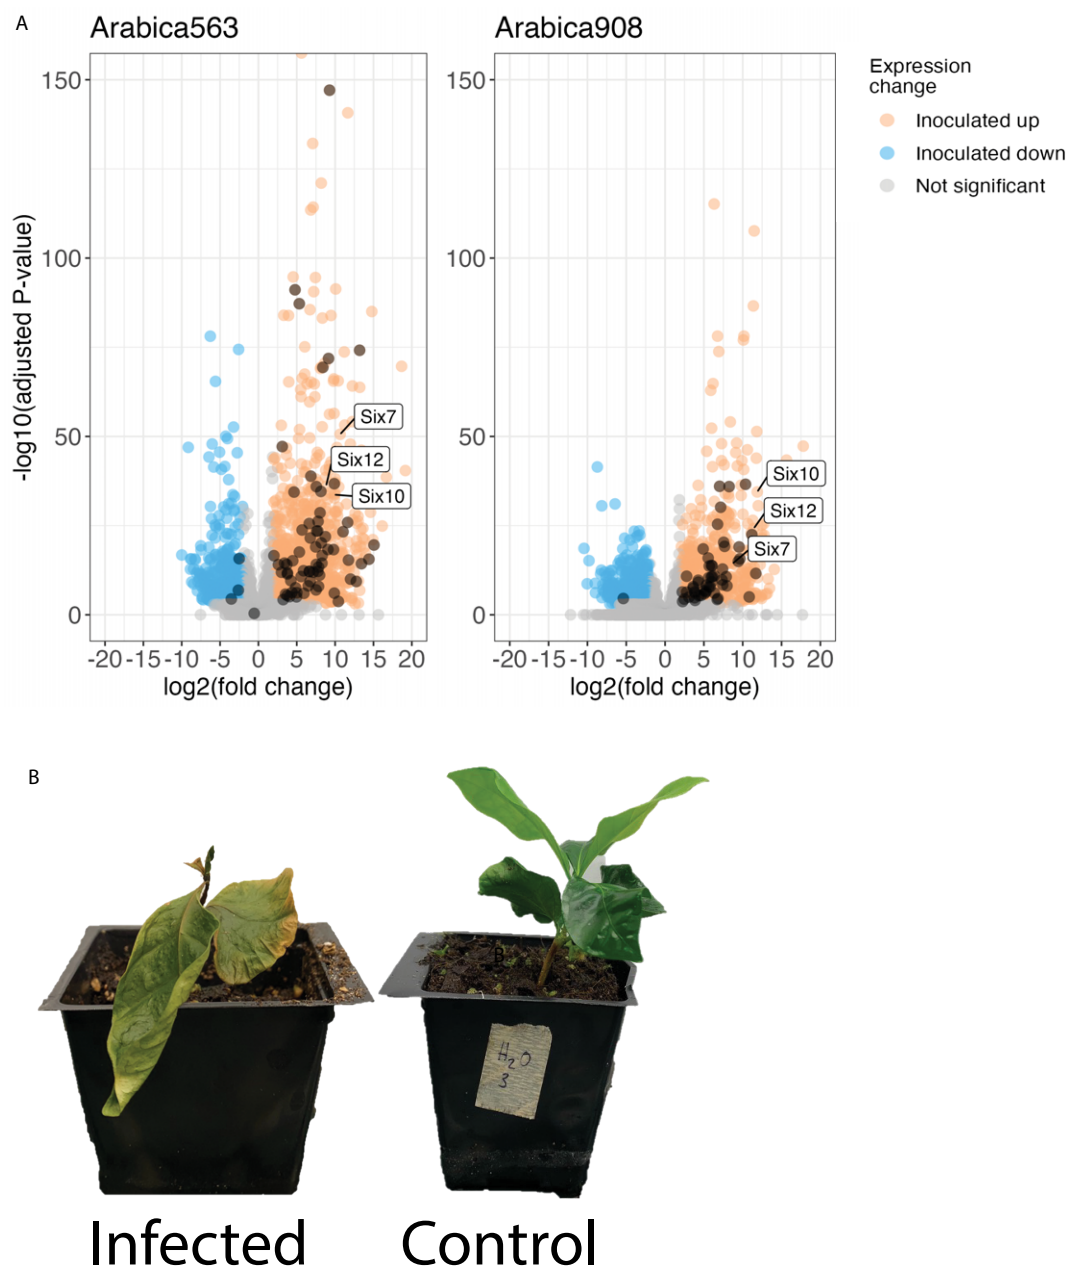 A
Arabica563
Arabica908
Expression
change
Inoculated up
Inoculated down
Not significant
-log10(adjusted P-value)
150
100
50
0
Six7
Six12
Six10
-20 -15 -10 -5 0 5 10 15 20
log2(fold change)
150
100
50
0
Six10
Six12
Six7
-20 -15 -10 -5 0 5 10 15 20
log2(fold change)
B
B
H2O
3
Infected
Control